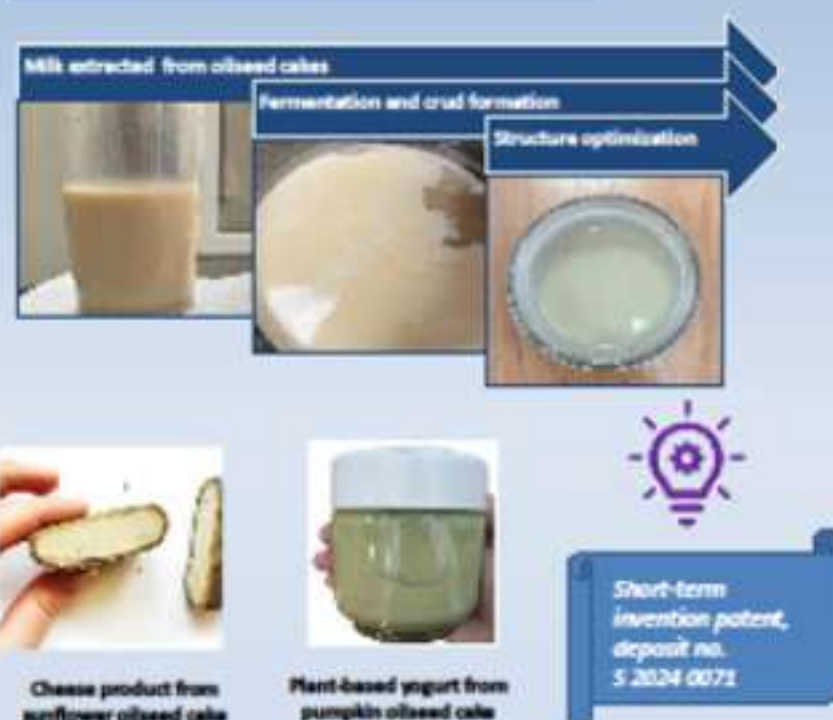 Milk extracted from oilseed cakes
Fermentation and crud formation
Structure optimization
Short-term
invention patent,
deposit no.
S 2024 0071
Cheese product from
sunflower oilseed cake
Plant-based yogurt from
pumpkin oilseed cake